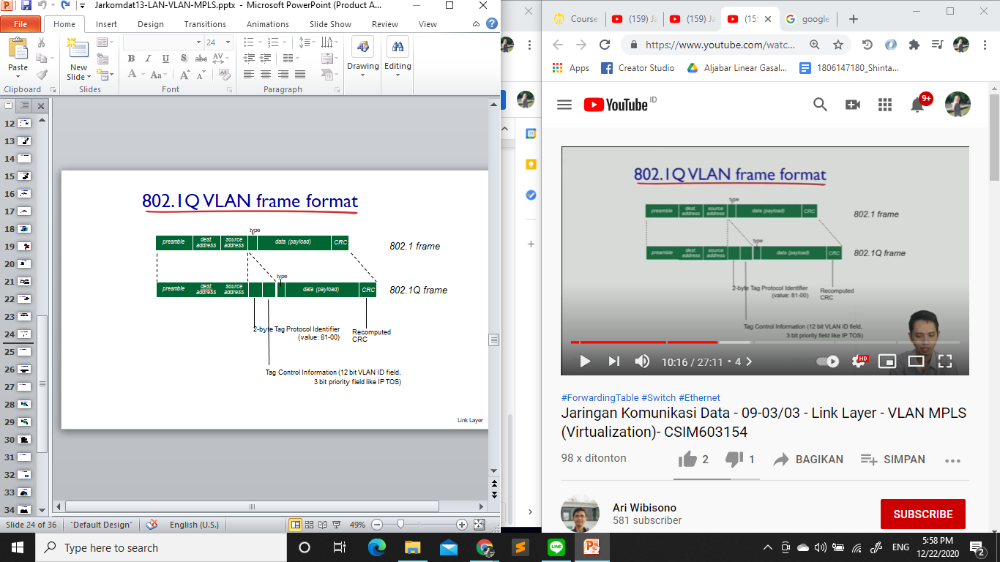 Jarkomdat13-LAN-VLAN-MPLS.pptx - Microsoft PowerPoint (Product A...
File Home Insert Design Transitions Animations Slide Show Review View
Paste
New
Slide
24
B I U S abc AV
A Aa A A
Drawing
Editing
Clipboard Slides Font Paragraph
12
13
14
15
16
17
18
19
20
21
22
23
24
25
26
27
28
29
30
31
32
33
34
802.1Q VLAN frame format
type
preamble dest. address source address data (payload) CRC
802.1 frame
type
preamble dest. address source address data (payload) CRC
802.1Q frame
2-byte Tag Protocol Identifier
(value: 81-00)
Recomputed
CRC
Tag Control Information (12 bit VLAN ID field,
3 bit priority field like IP TOS)
Link Layer
Slide 24 of 36 "Default Design" English (U.S.) 49%
Course (159) Ja (159) Ja (15 google
https://www.youtube.com/watc...
Apps Creator Studio Aljabar Linear Gasal... 1806147180_Shinta...
YouTube ID
9+
802.1Q VLAN frame format
type
preamble dest. address source address data (payload) CRC
802.1 frame
type
preamble dest. address source address data (payload) CRC
802.1Q frame
2-byte Tag Protocol Identifier
(value: 81-00)
Recomputed
CRC
Tag Control Information (12 bit VLAN ID field,
3 bit priority field like IP TOS)
10:16 / 27:11 • 4
HD
#ForwardingTable #Switch #Ethernet
Jaringan Komunikasi Data - 09-03/03 - Link Layer - VLAN MPLS
(Virtualization)- CSIM603154
98 x ditonton 2 1 BAGIKAN SIMPAN
Ari Wibisono
581 subscriber
SUBSCRIBE
Type here to search
LINE
ENG
5:58 PM
12/22/2020
2